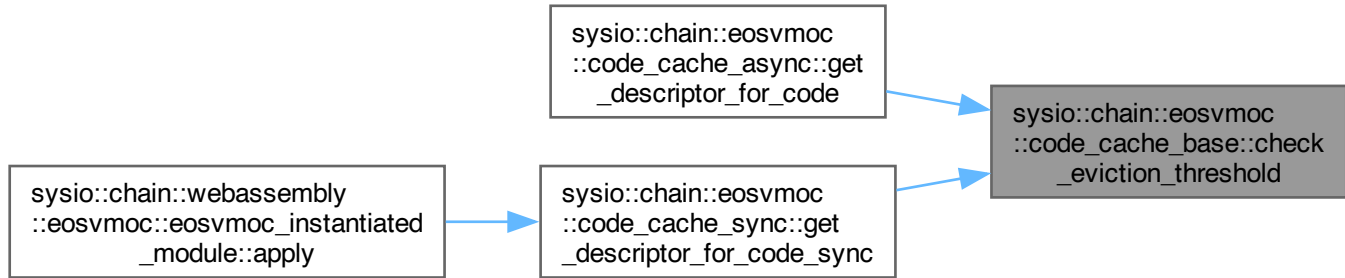 sysio::chain::eosvmoc
::code_cache_async::get
_descriptor_for_code
sysio::chain::eosvmoc
::code_cache_base::check
_eviction_threshold
sysio::chain::webassembly
::eosvmoc::eosvmoc_instantiated
_module::apply
sysio::chain::eosvmoc
::code_cache_sync::get
_descriptor_for_code_sync